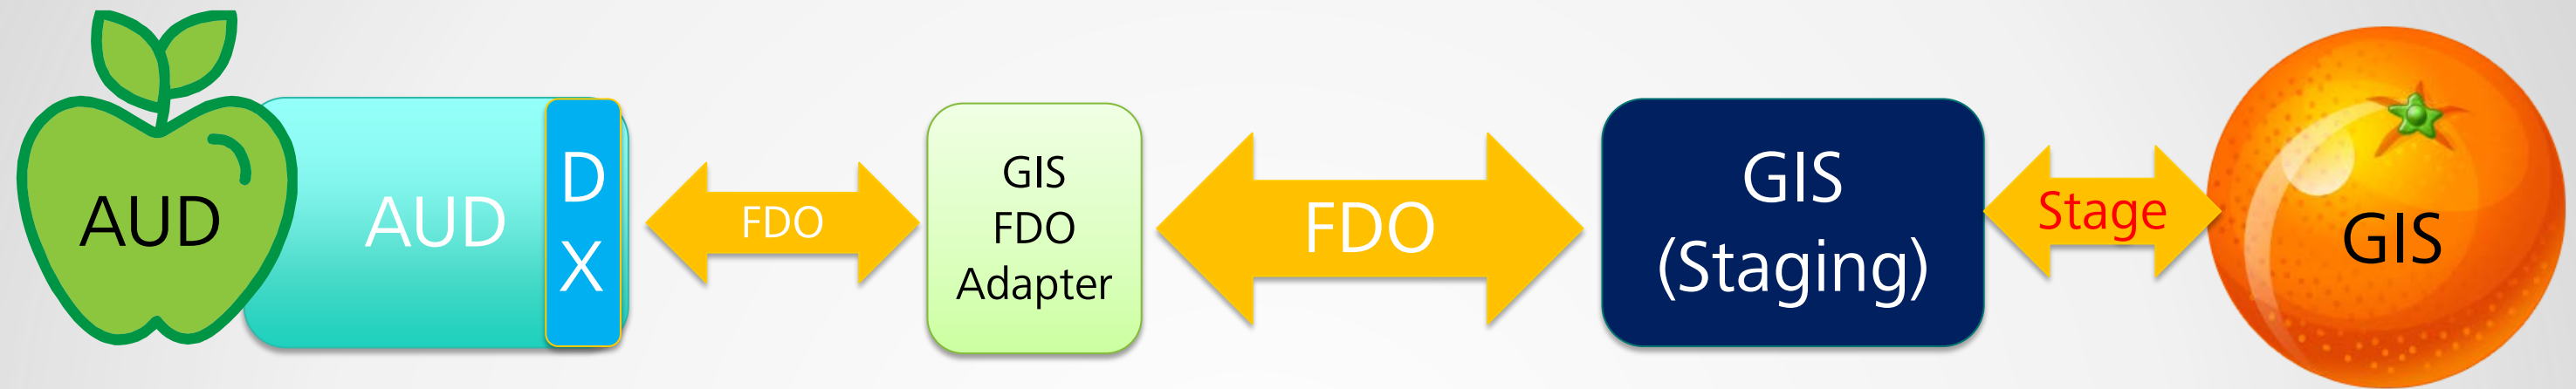 AUD
AUD
D
X
FDO
GIS
FDO
Adapter
FDO
GIS
(Staging)
Stage
GIS